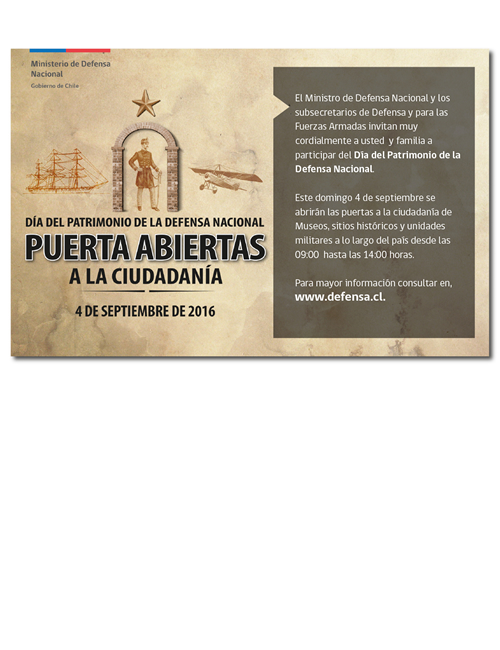 Ministerio de Defensa
Nacional
Gobierno de Chile
DÍA DEL PATRIMONIO DE LA DEFENSA NACIONAL
PUERTA ABIERTAS
A LA CIUDADANÍA
4 DE SEPTIEMBRE DE 2016
El Ministro de Defensa Nacional y los
subsecretarios de Defensa y para las
Fuerzas Armadas invitan muy
cordialmente a usted y familia a
participar del Día del Patrimonio de la
Defensa Nacional.
Este domingo 4 de septiembre se
abrirán las puertas a la ciudadanía de
Museos, sitios históricos y unidades
militares a lo largo del país desde las
09:00 hasta las 14:00 horas.
Para mayor información consultar en,
www.defensa.cl.